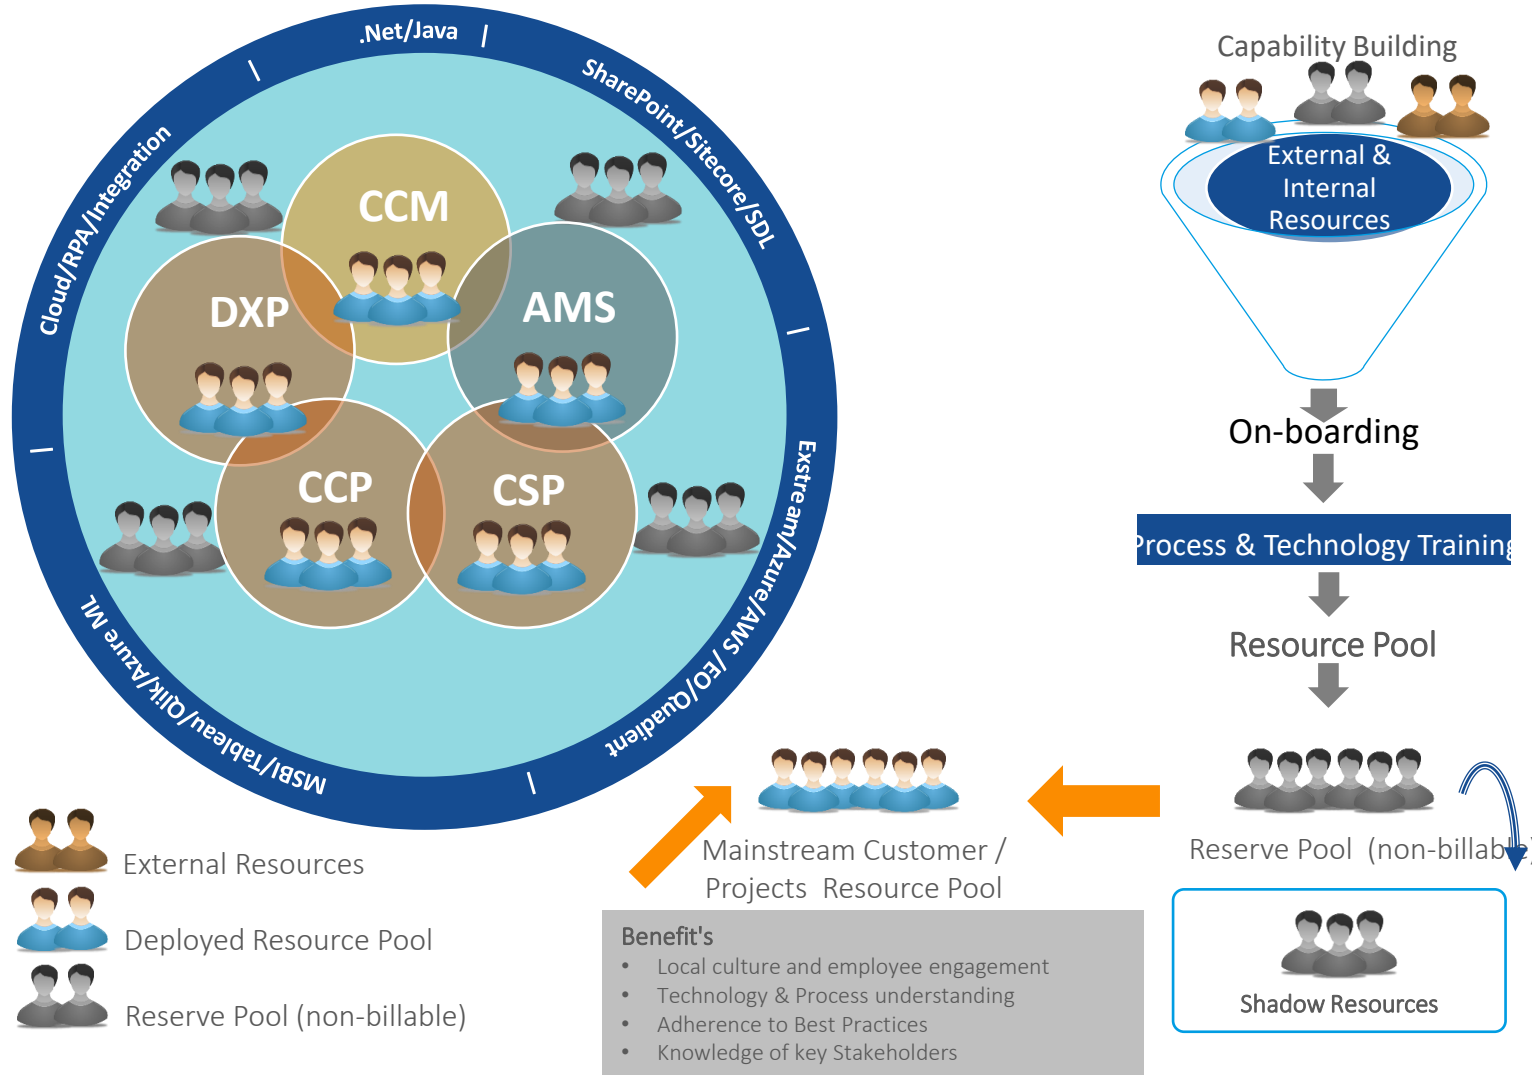 .Net/Java |
SharePoint/Sitecore/SDL
|
Exstream/Azure/AWS / EO/Quadient
|
MSBI/Tableau/Qlik/Azure ML
|
Cloud/RPA/Integration
|
CCM
DXP
AMS
CCP
CSP
External Resources
Deployed Resource Pool
Reserve Pool (non-billable)
Capability Building
External &
Internal
Resources
On-boarding
Process & Technology Training
Resource Pool
Reserve Pool (non-billable)
Shadow Resources
Mainstream Customer /
Projects Resource Pool
Benefit's
• Local culture and employee engagement
• Technology & Process understanding
• Adherence to Best Practices
• Knowledge of key Stakeholders